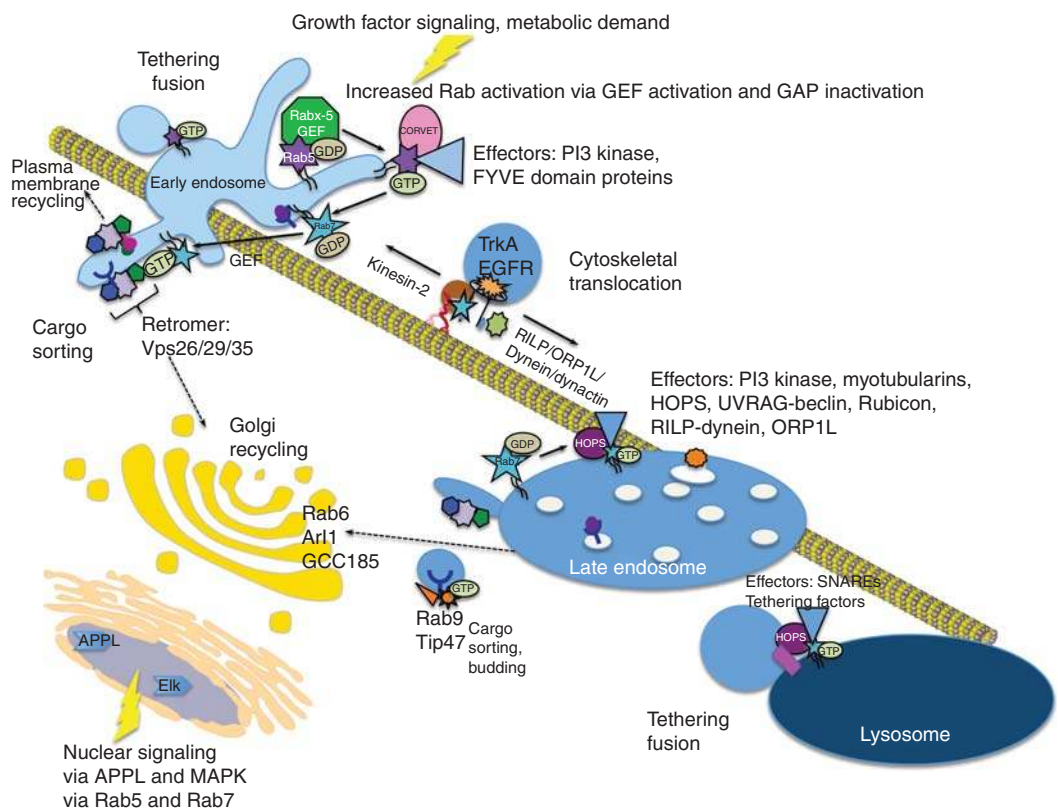 Growth factor signaling, metabolic demand
Tethering
fusion
Increased Rab activation via GEF activation and GAP inactivation
Rabx-5
GEF
CORVET
GTP
Rab5
GDP
Effectors: PI3 kinase,
FYVE domain proteins
GTP
Plasma
membrane
recycling
Early endosome
Rab7
GDP
GTP
GEF
Kinesin-2
TrkA
EGFR
Cytoskeletal
translocation
Cargo
sorting
Retromer:
Vps26/29/35
RILP/ORP1L/
Dynein/dynactin
Effectors: PI3 kinase, myotubularins,
HOPS, UVRAG-beclin, Rubicon,
RILP-dynein, ORP1L
Golgi
recycling
GDP
HOPS
GTP
Rab7
Rab6
Arl1
GCC185
Late endosome
GTP
Rab9
Tip47
Cargo
sorting,
budding
Effectors: SNAREs
Tethering factors
HOPS
GTP
APPL
Elk
Tethering
fusion
Lysosome
Nuclear signaling
via APPL and MAPK
via Rab5 and Rab7